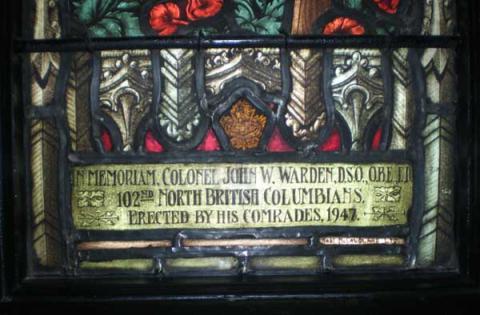 IN MEMORIAM, COLONEL JOHN W. WARDEN, D.S.O., O.B.E.
102ND NORTH BRITISH COLUMBIANS,
ERECTED BY HIS COMRADES, 1947.